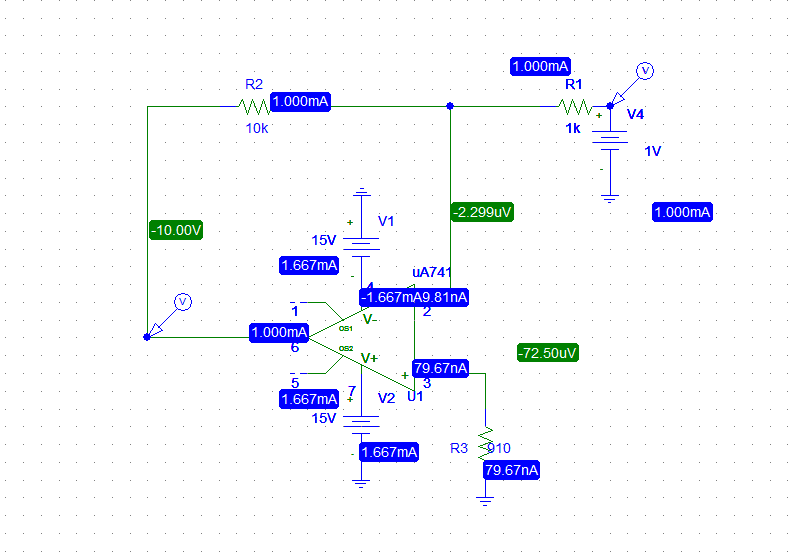 1.000mA
V
R2
R1
1.000mA
+
V4
10k
1k
1V
-
1.000mA
-2.299uV
-10.00V
+
V1
15V
1.667mA
-
uA741
4
-1.667mA
9.81nA
V
1
V-
2
OS1
1.000mA
6
OS2
-72.50uV
V+
79.67nA
+
5
3
7
1.667mA
+
V2
U1
15V
R3
910
-
1.667mA
79.67nA